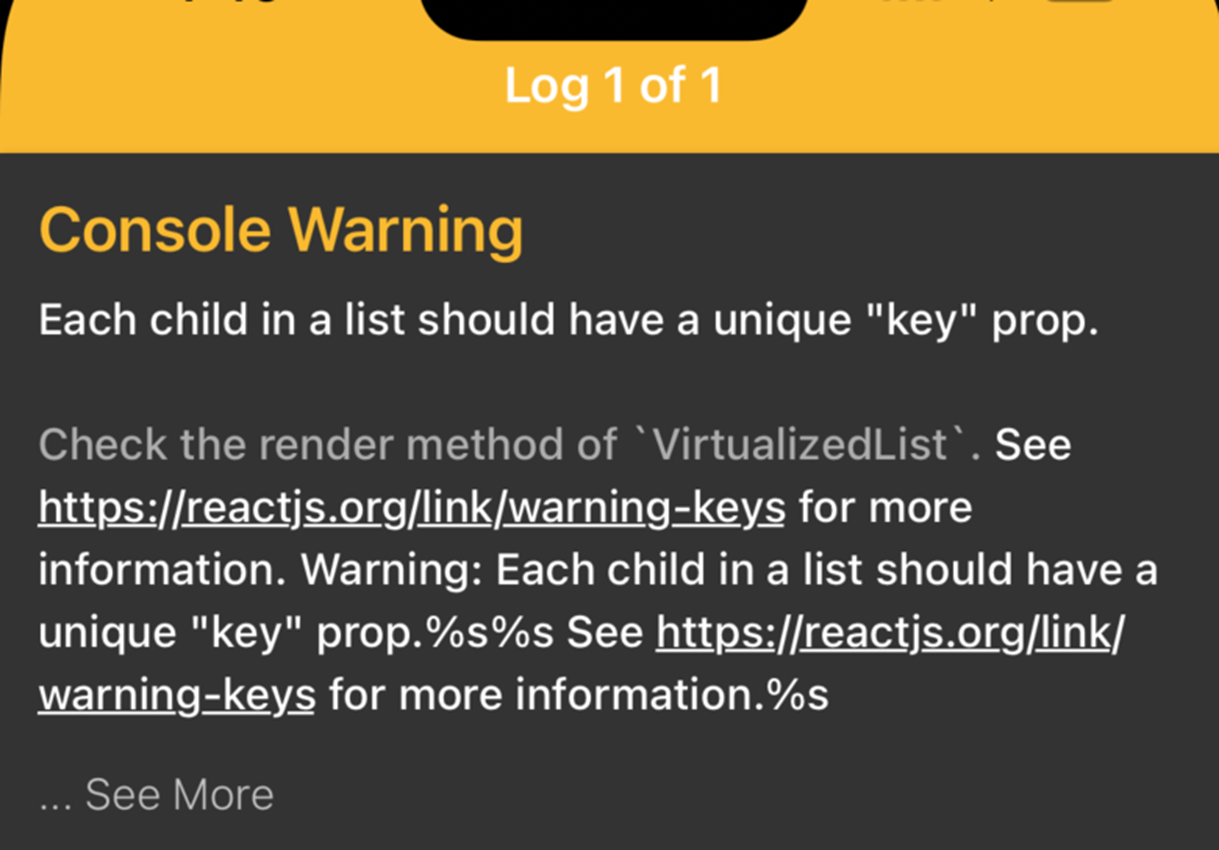 Log 1 of 1
Console Warning
Each child in a list should have a unique "key" prop.
Check the render method of `VirtualizedList`. See
https://reactjs.org/link/warning-keys for more
information. Warning: Each child in a list should have a
unique "key" prop.%s%s See https://reactjs.org/link/
warning-keys for more information.%s
... See More